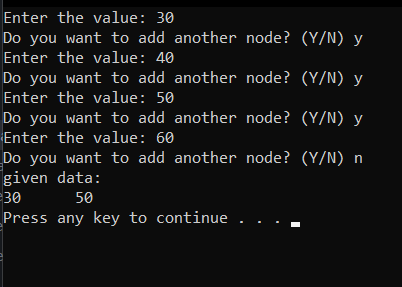 Enter the value: 30
Do you want to add another node? (Y/N) y
Enter the value: 40
Do you want to add another node? (Y/N) y
Enter the value: 50
Do you want to add another node? (Y/N) y
Enter the value: 60
Do you want to add another node? (Y/N) n
given data:
30      50
Press any key to continue . . .